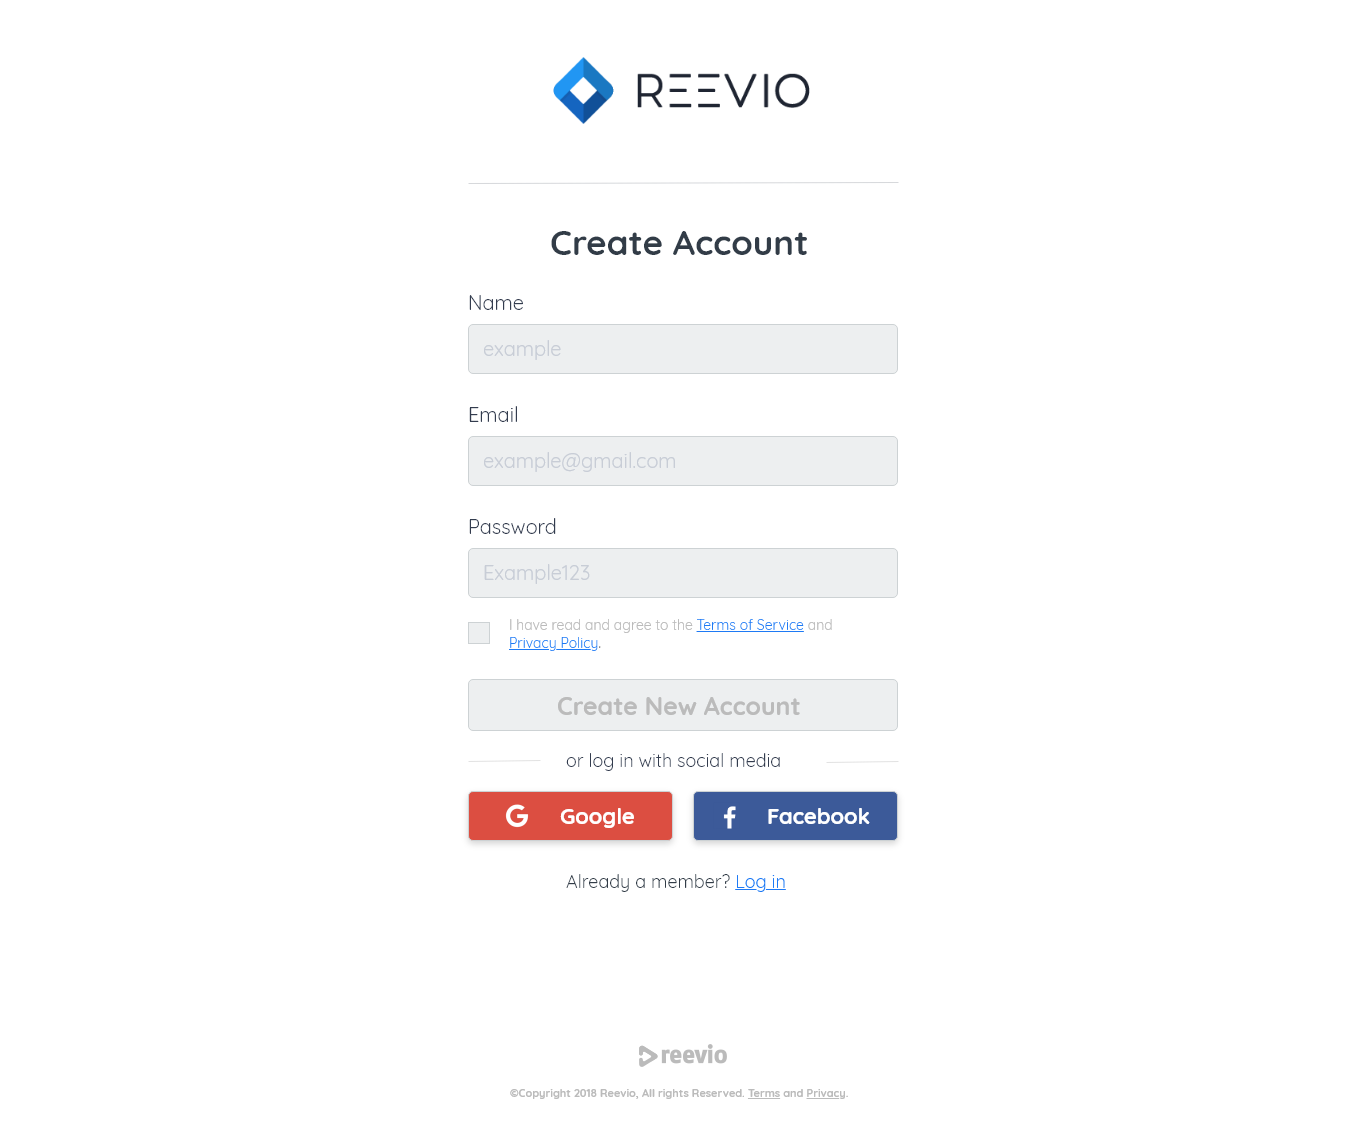 REEVIO
Create Account
Name
example
Email
example@gmail.com
Password
Example123
I have read and agree to the Terms of Service and
Privacy Policy.
Create New Account
or log in with social media
Google
Facebook
Already a member? Log in
reevio
©Copyright 2018 Reevio, All rights Reserved. Terms and Privacy.